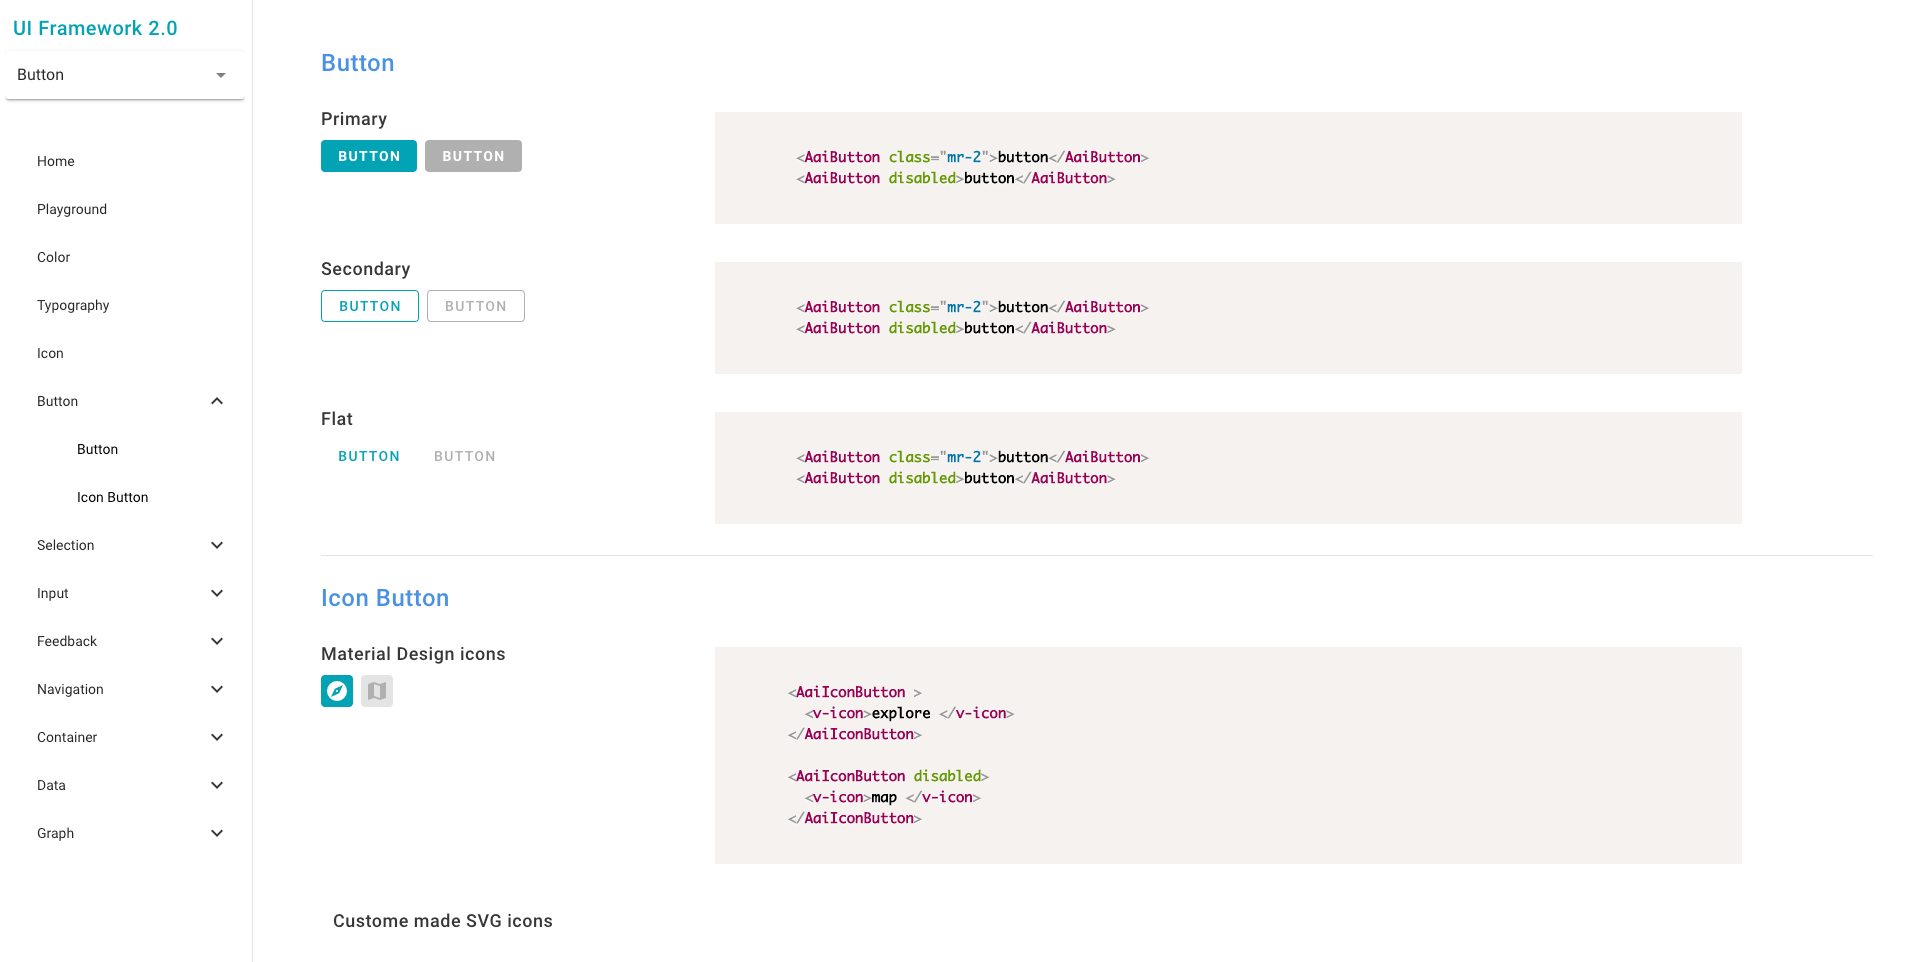 UI Framework 2.0
Button
Home
Playground
Color
Typography
Icon
Button
Button
Icon Button
Selection
Input
Feedback
Navigation
Container
Data
Graph
Button
Primary
BUTTON BUTTON
<AaiButton class="mr-2">button</AaiButton>
<AaiButton disabled>button</AaiButton>
Secondary
BUTTON BUTTON
<AaiButton class="mr-2">button</AaiButton>
<AaiButton disabled>button</AaiButton>
Flat
BUTTON BUTTON
<AaiButton class="mr-2">button</AaiButton>
<AaiButton disabled>button</AaiButton>
Icon Button
Material Design icons
<AaiIconButton >
<v-icon>explore </v-icon>
</AaiIconButton>
<AaiIconButton disabled>
<v-icon>map </v-icon>
</AaiIconButton>
Custome made SVG icons